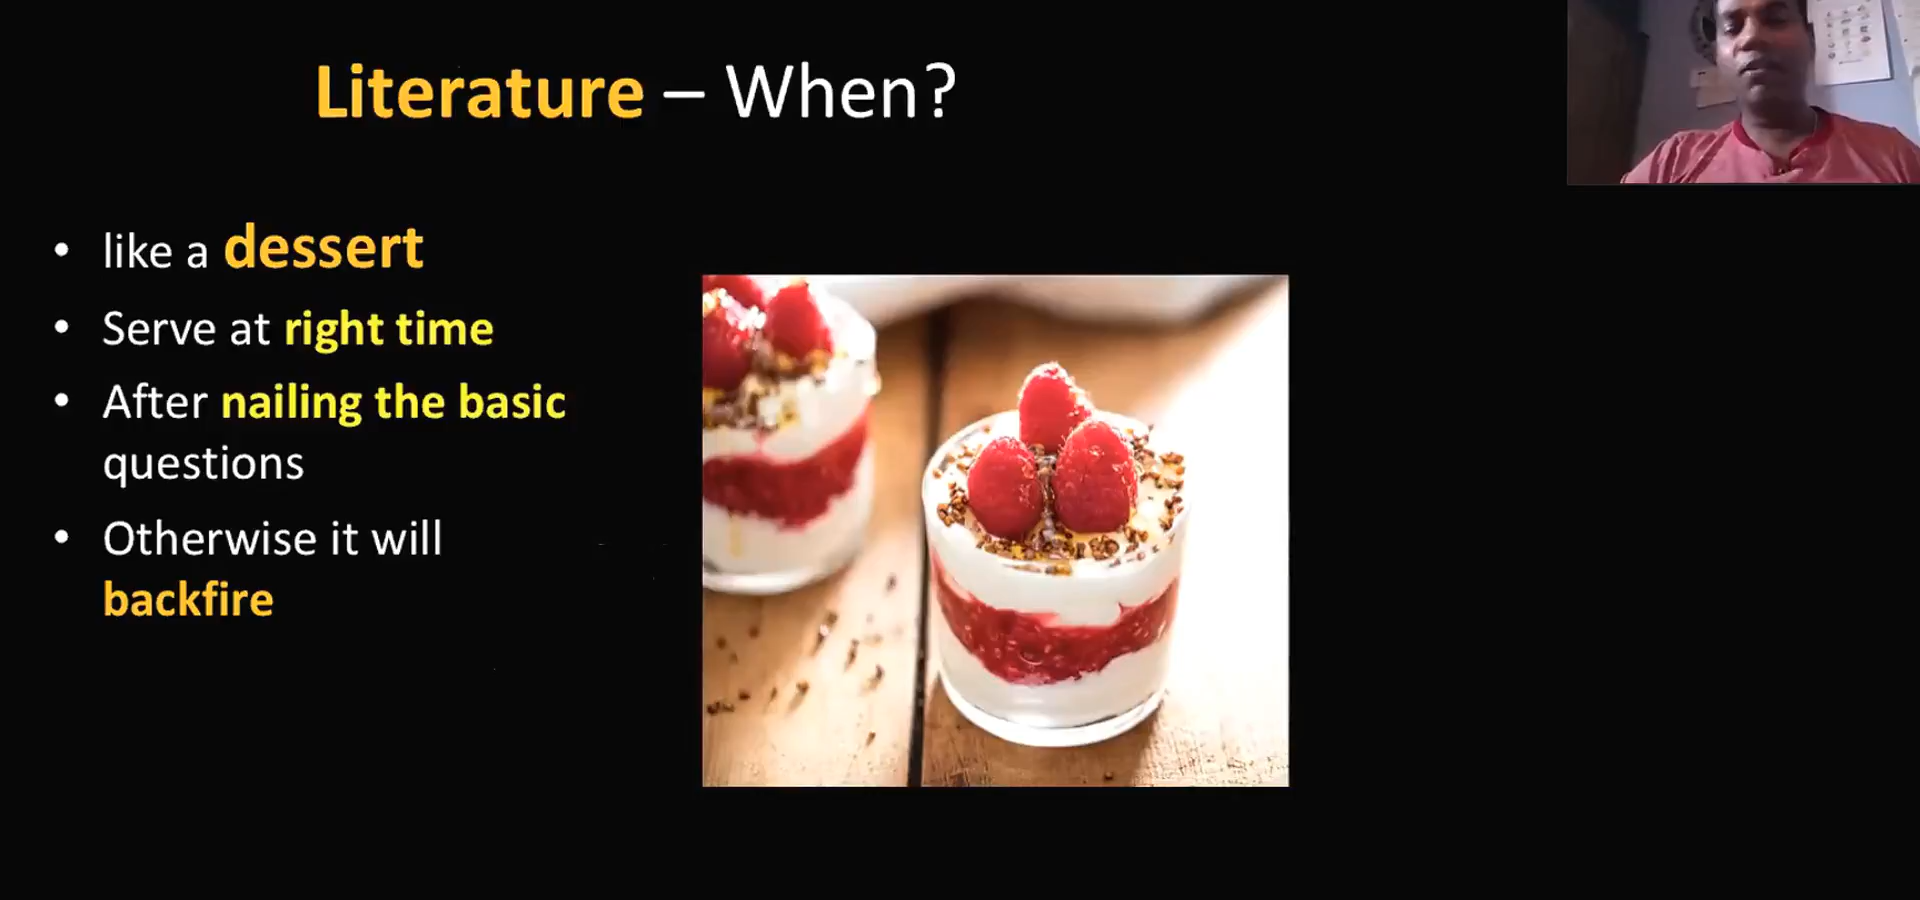 Literature – When?
• like a dessert
• Serve at right time
• After nailing the basic
questions
• Otherwise it will
backfire